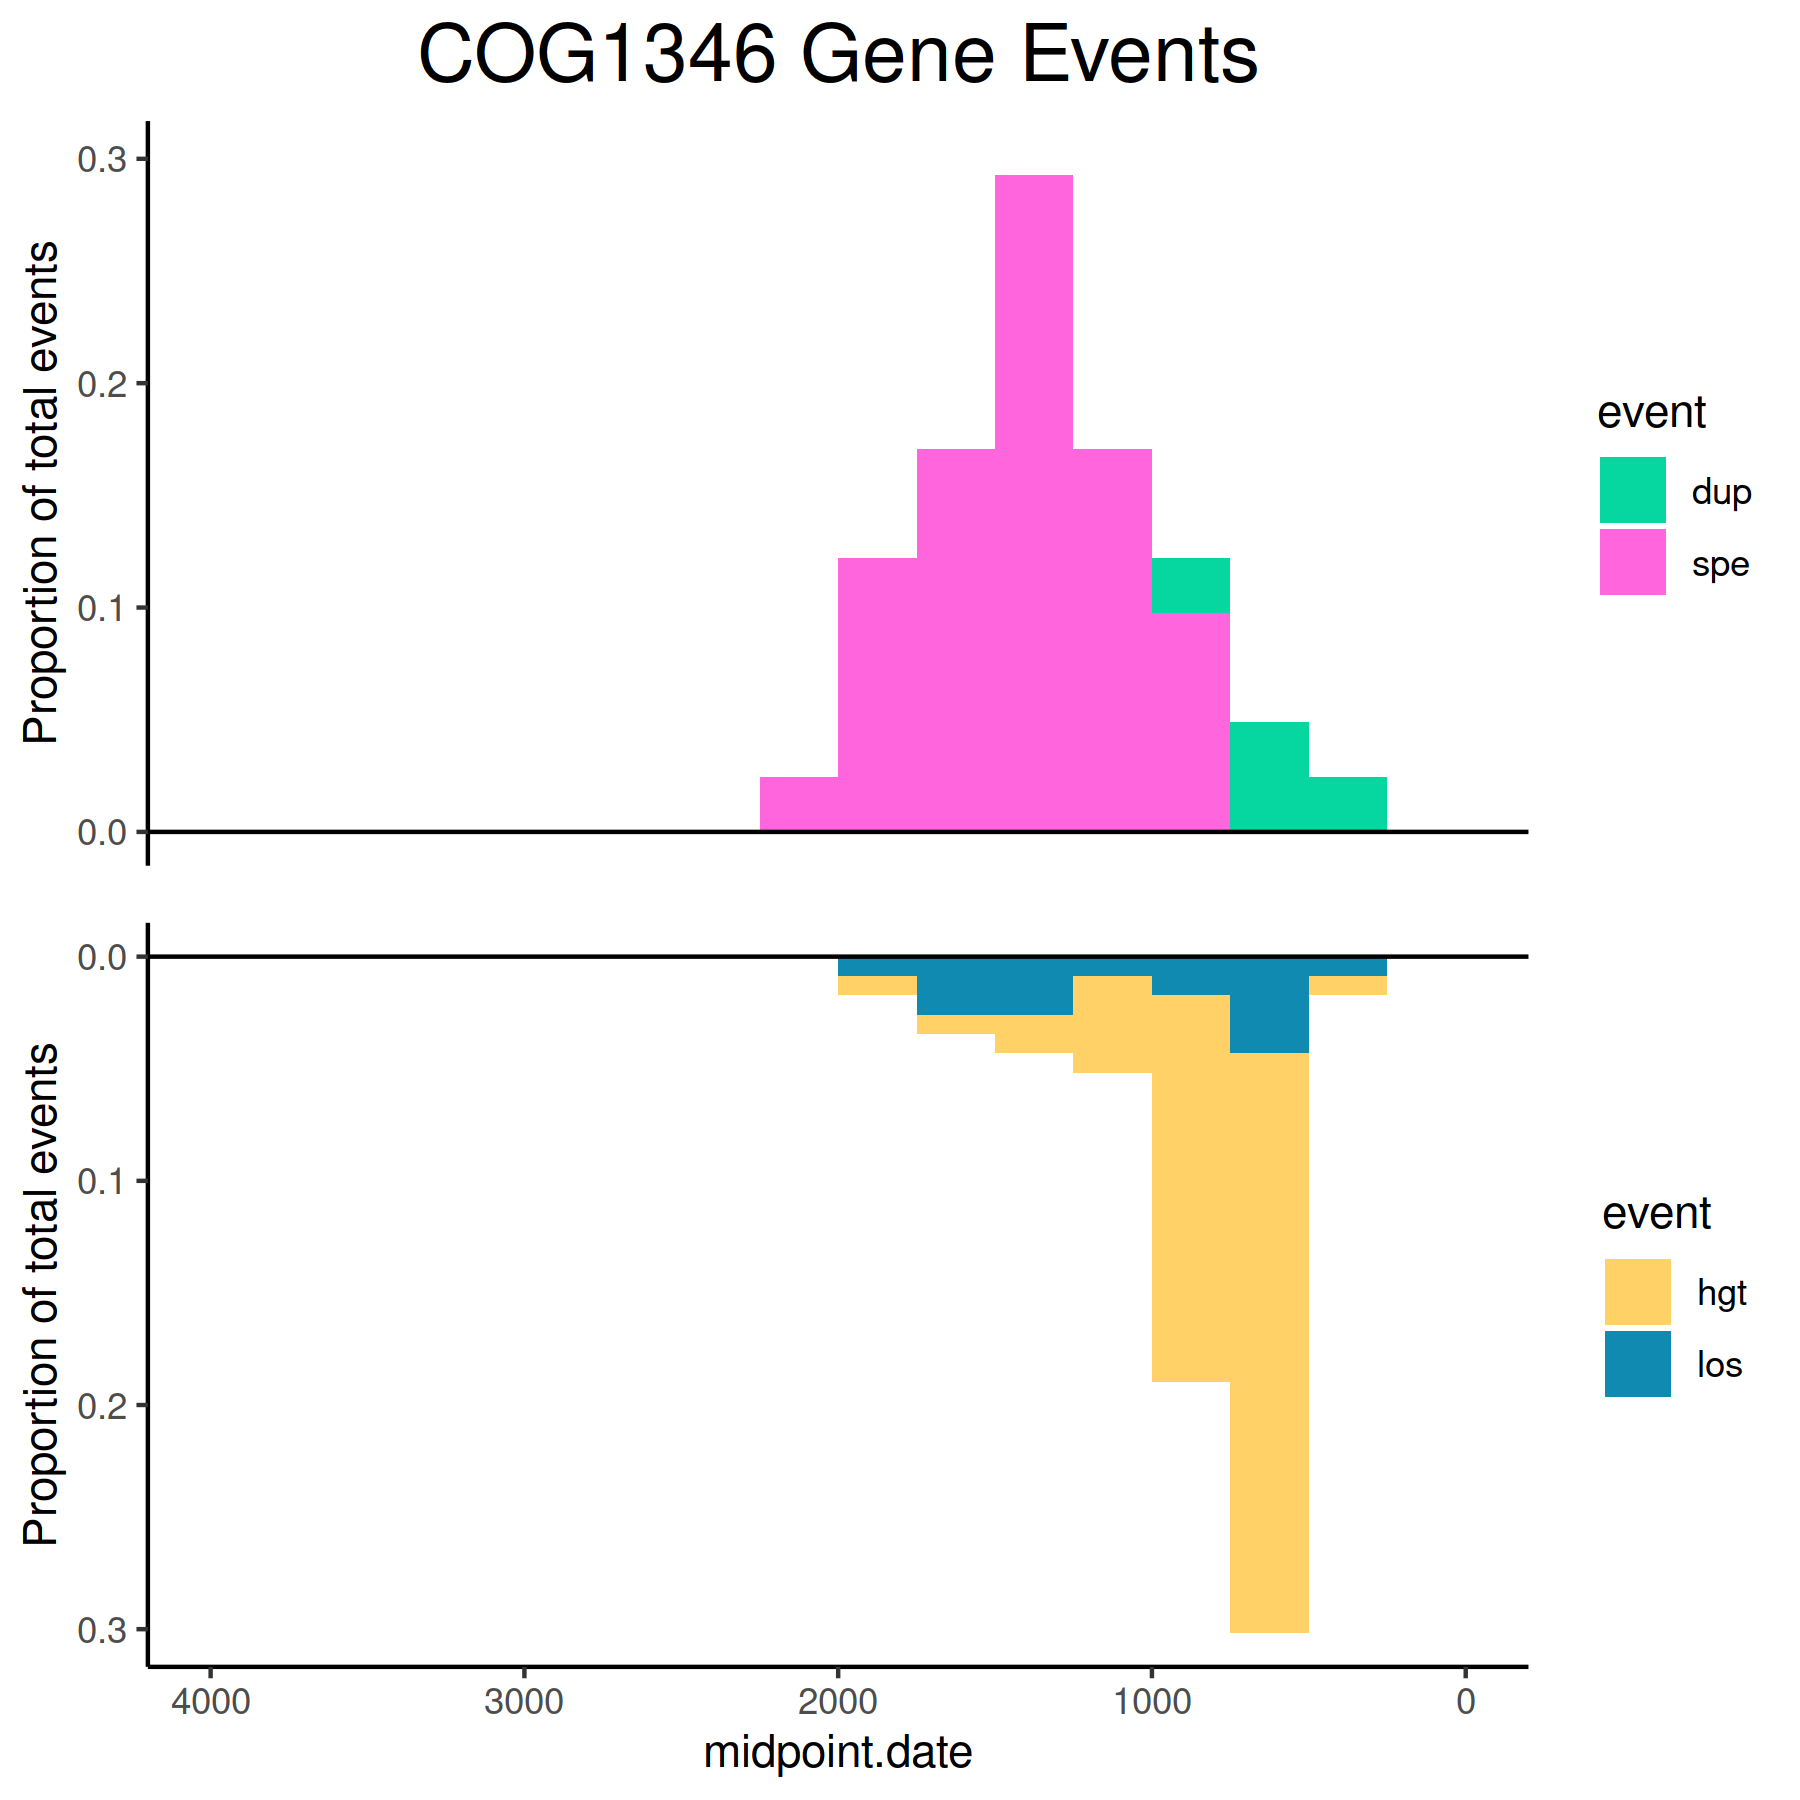 COG1346 Gene Events
Proportion of total events
0.3
0.2
0.1
0.0
event
dup
spe
Proportion of total events
0.0
0.1
0.2
0.3
event
hgt
los
4000 3000 2000 1000 0
midpoint.date